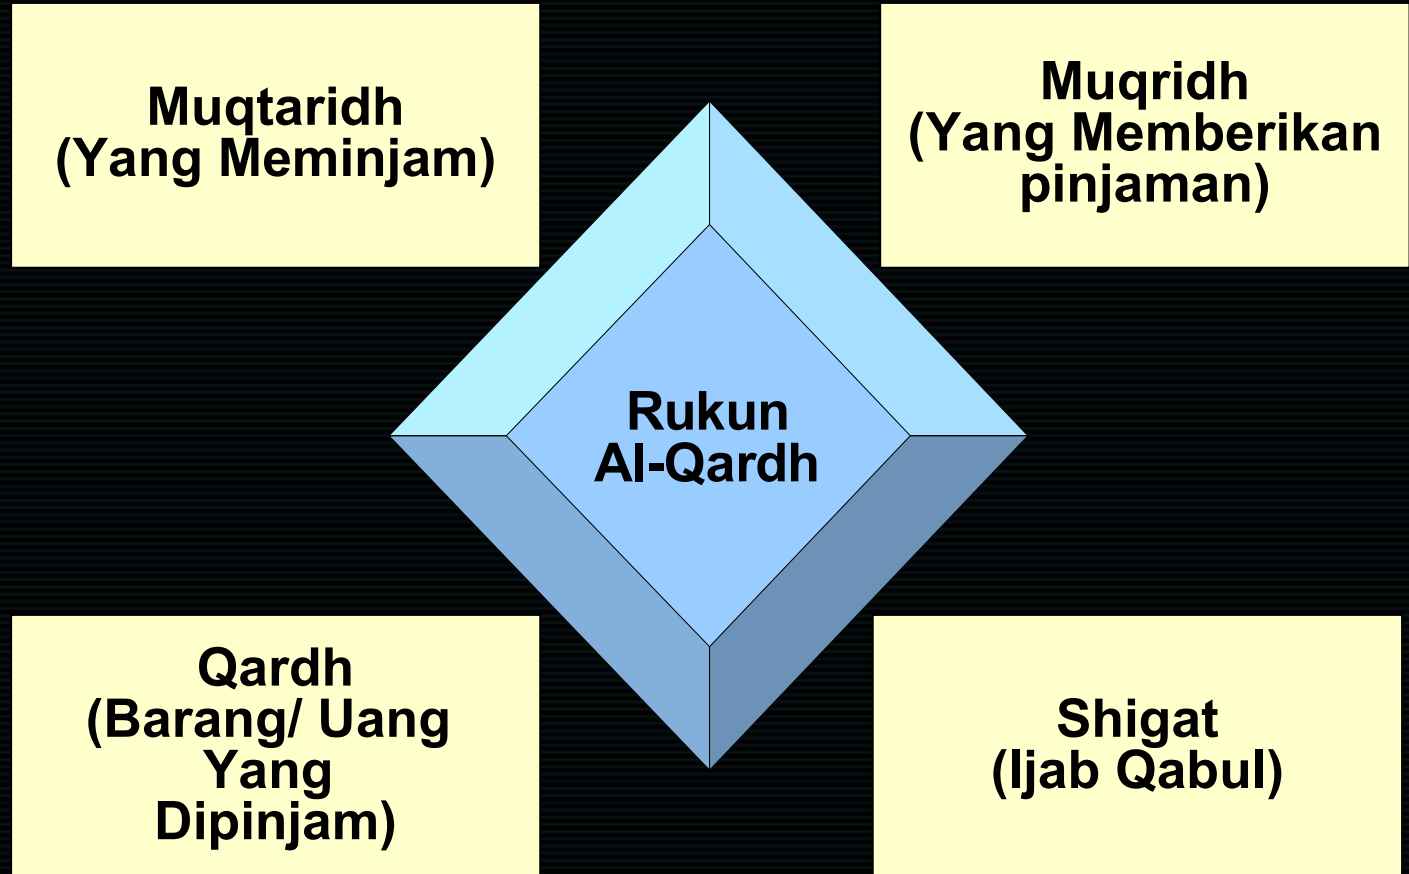 Muqtaridh
(Yang Meminjam)
Muqridh
(Yang Memberikan
pinjaman)
Rukun
Al-Qardh
Qardh
(Barang/ Uang
Yang
Dipinjam)
Shigat
(Ijab Qabul)